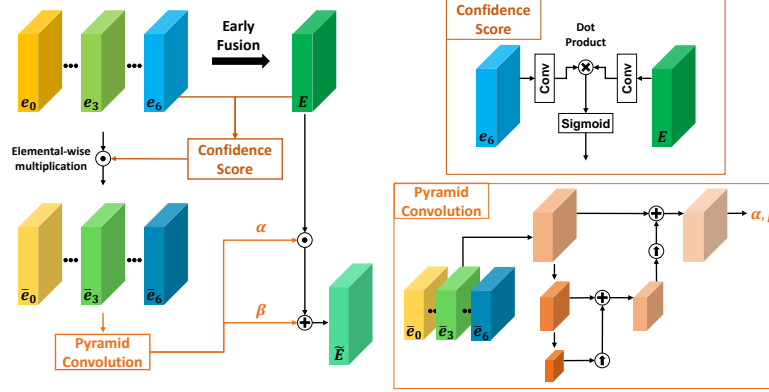 Early
Fusion
e0
e3
e6
E
Confidence
Score
Elemental-wise
multiplication
ē0
ē3
ē6
α
β
Pyramid
Convolution
Ẽ
Confidence
Score
Dot
Product
Conv
Conv
Sigmoid
e6
E
Pyramid
Convolution
ē0
ē3
ē6
α,